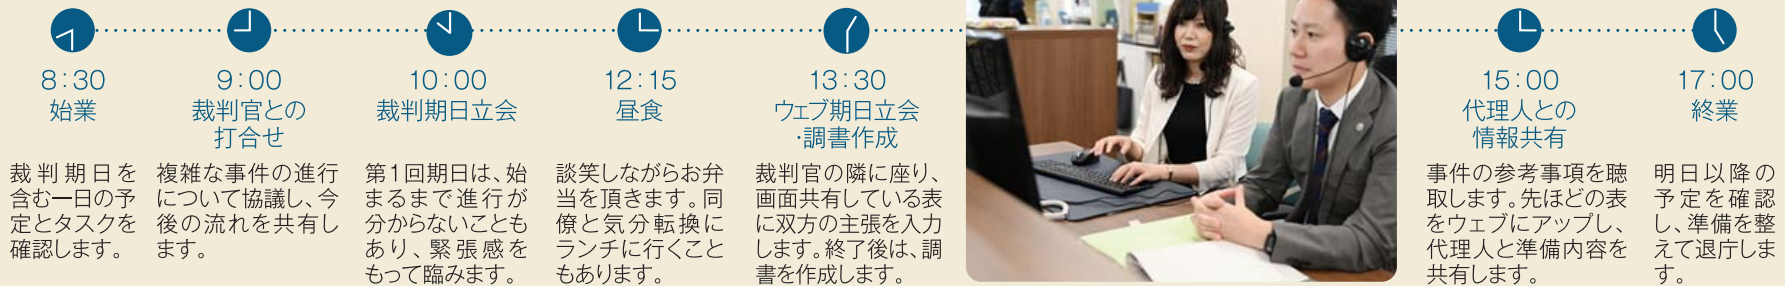 8:30
始業
裁判期日を
含む一日の予
定とタスクを
確認します。
9:00
裁判官との
打合せ
複雑な事件の進行
について協議し、今
後の流れを共有し
ます。
10:00
裁判期日立会
第1回期日は、始
まるまで進行が
分からないことも
あり、緊張感を
もって臨みます。
12:15
昼食
談笑しながらお弁
当を頂きます。同
僚と気分転換に
ランチに行くこと
もあります。
13:30
ウェブ期日立会
・調書作成
裁判官の隣に座り、
画面共有している表
に双方の主張を入力
します。終了後は、調
書を作成します。
15:00
代理人との
情報共有
事件の参考事項を聴
取します。先ほどの表
をウェブにアップし、
代理人と準備内容を
共有します。
17:00
終業
明日以降の
予定を確認
し、準備を整
えて退庁しま
す。